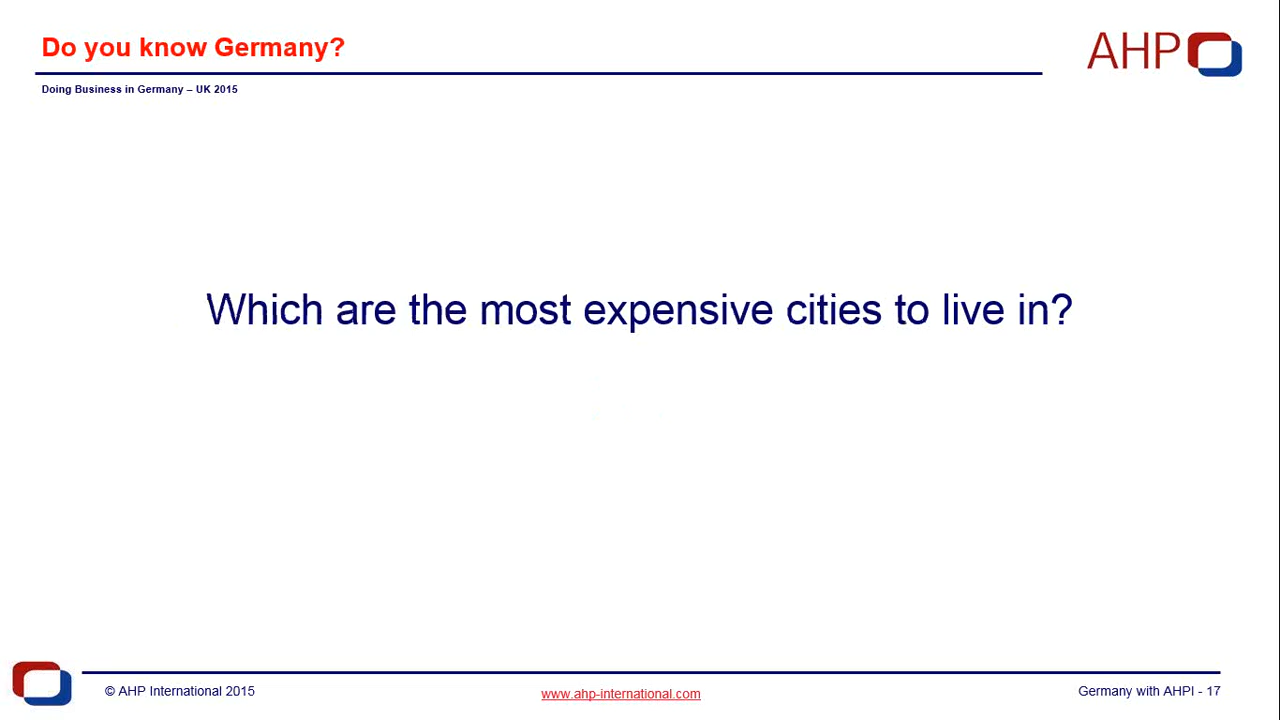 Do you know Germany?
AHP
Doing Business in Germany – UK 2015
Which are the most expensive cities to live in?
© AHP International 2015
www.ahp-international.com
Germany with AHPI - 17